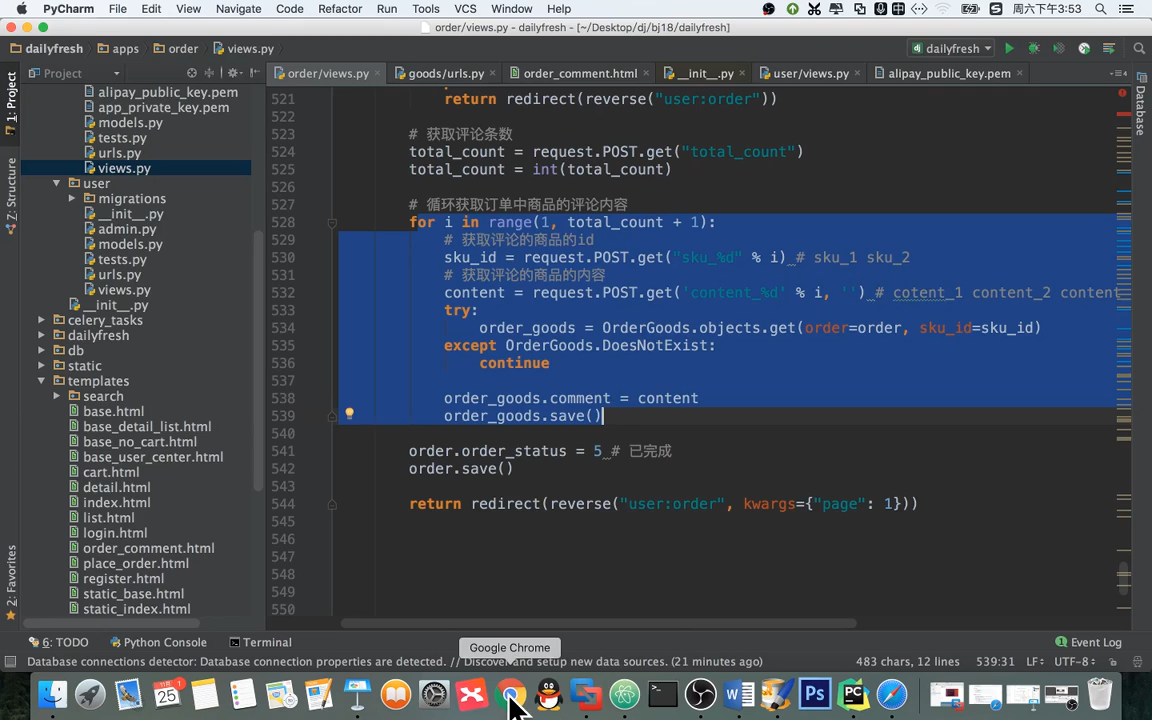 PyCharm File Edit View Navigate Code Refactor Run Tools VCS Window Help 周六下午3:53
order/views.py - dailyfresh - [~/Desktop/dj/bj18/dailyfresh]
dailyfresh apps order views.py dailyfresh
Project order/views.py goods/urls.py order_comment.html __init__.py user/views.py alipay_public_key.pem
1: Project
Z: Structure
2: Favorites
Database
alipay_public_key.pem
app_private_key.pem
models.py
tests.py
urls.py
views.py
user
migrations
__init__.py
admin.py
models.py
tests.py
urls.py
views.py
__init__.py
celery_tasks
dailyfresh
db
static
templates
search
base.html
base_detail_list.html
base_no_cart.html
base_user_center.html
cart.html
detail.html
index.html
list.html
login.html
order_comment.html
place_order.html
register.html
static_base.html
static_index.html
521 return redirect(reverse("user:order"))
522
523 # 获取评论条数
524 total_count = request.POST.get("total_count")
525 total_count = int(total_count)
526
527 # 循环获取订单中商品的评论内容
528 for i in range(1, total_count + 1):
529 # 获取评论的商品的id
530 sku_id = request.POST.get("sku_%d" % i) # sku_1 sku_2
531 # 获取评论的商品的内容
532 content = request.POST.get('content_%d' % i, '') # cotent_1 content_2 content
533 try:
534 order_goods = OrderGoods.objects.get(order=order, sku_id=sku_id)
535 except OrderGoods.DoesNotExist:
536 continue
537
538 order_goods.comment = content
539 order_goods.save()
540
541 order.order_status = 5 # 已完成
542 order.save()
543
544 return redirect(reverse("user:order", kwargs={"page": 1}))
545
546
547
548
549
550
6: TODO Python Console Terminal Google Chrome 1 Event Log
Database connections detector: Database connection properties are detected. // Discover and setup new data sources. (21 minutes ago) 483 chars, 12 lines 539:31 LF÷ UTF-8÷
25
Ps
PC